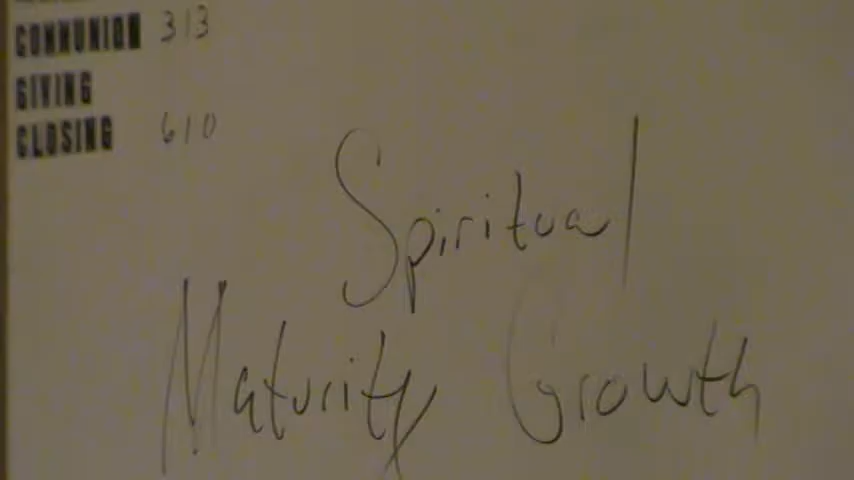 COMMUNION 313
GIVING
CLOSING 610
Spiritual
Maturity Growth